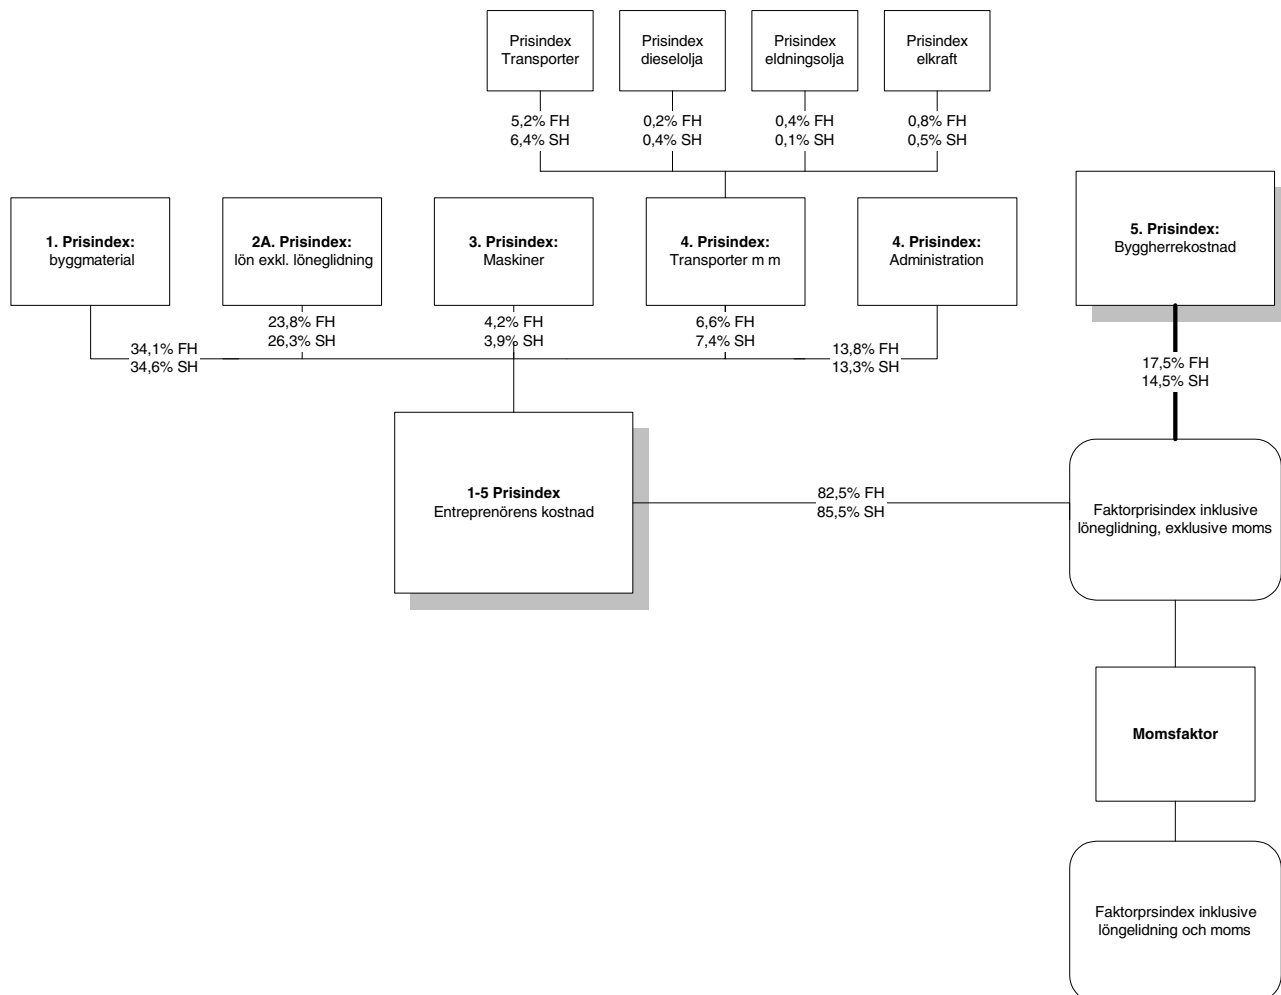 Prisindex
Transporter
Prisindex
dieselolja
Prisindex
eldningsolja
Prisindex
elkraft
5,2% FH
6,4% SH
0,2% FH
0,4% SH
0,4% FH
0,1% SH
0,8% FH
0,5% SH
1. Prisindex:
byggmaterial
2A. Prisindex:
lön exkl. löneglidning
3. Prisindex:
Maskiner
4. Prisindex:
Transporter m m
4. Prisindex:
Administration
5. Prisindex:
Byggherrekostnad
34,1% FH
34,6% SH
23,8% FH
26,3% SH
4,2% FH
3,9% SH
6,6% FH
7,4% SH
13,8% FH
13,3% SH
17,5% FH
14,5% SH
1-5 Prisindex
Entreprenörens kostnad
82,5% FH
85,5% SH
Faktorprisindex inklusive
löneglidning, exklusive moms
Momsfaktor
Faktorprsindex inklusive
löngelidning och moms